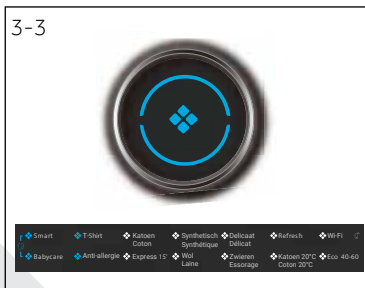 3-3
Smart T-Shirt Katoen Synthetisch Delicaat Refresh Wi-Fi
Coton Synthétique Délicat
Babycare Anti-allergie Express 15' Wol Zwieren Katoen 20°C Eco 40-60
Laine Essorage Coton 20°C